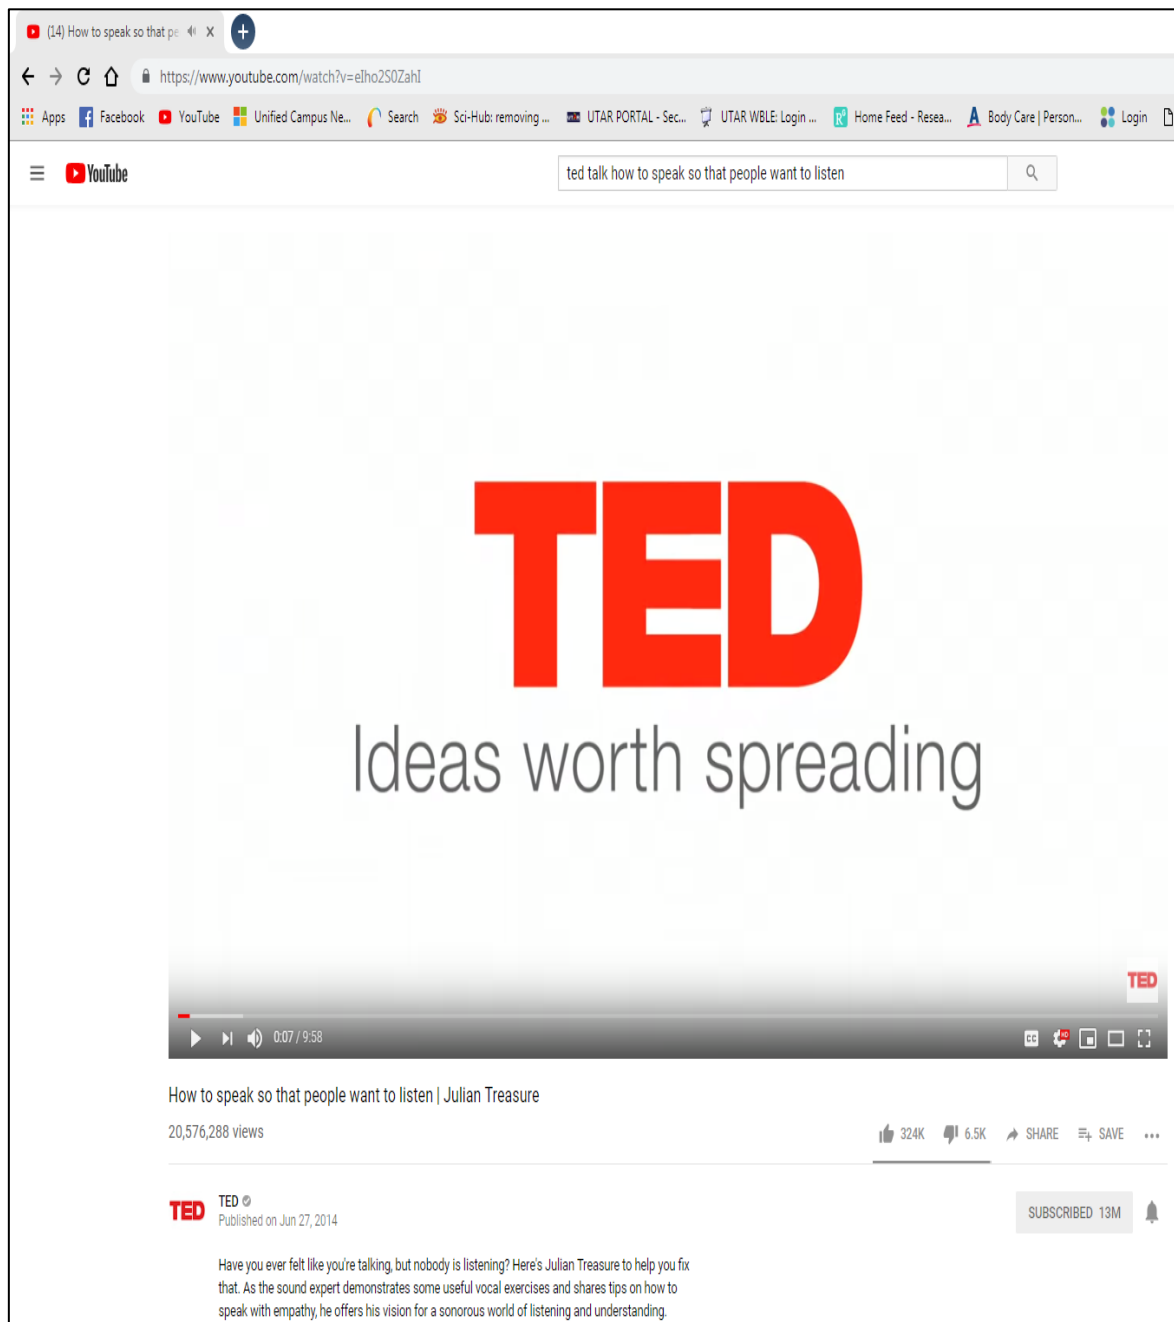 (14) How to speak so that pe
https://www.youtube.com/watch?v=eIho2S0ZahI
Apps Facebook YouTube Unified Campus Ne... Search Sci-Hub: removing ... UTAR PORTAL - Sec... UTAR WBLE: Login ... Home Feed - Resea... Body Care | Person... Login
YouTube ted talk how to speak so that people want to listen
TED
Ideas worth spreading
TED
0:07 / 9:58 CC HD
How to speak so that people want to listen | Julian Treasure
20,576,288 views 324K 6.5K SHARE SAVE
TED TED
Published on Jun 27, 2014 SUBSCRIBED 13M
Have you ever felt like you're talking, but nobody is listening? Here's Julian Treasure to help you fix
that. As the sound expert demonstrates some useful vocal exercises and shares tips on how to
speak with empathy, he offers his vision for a sonorous world of listening and understanding.